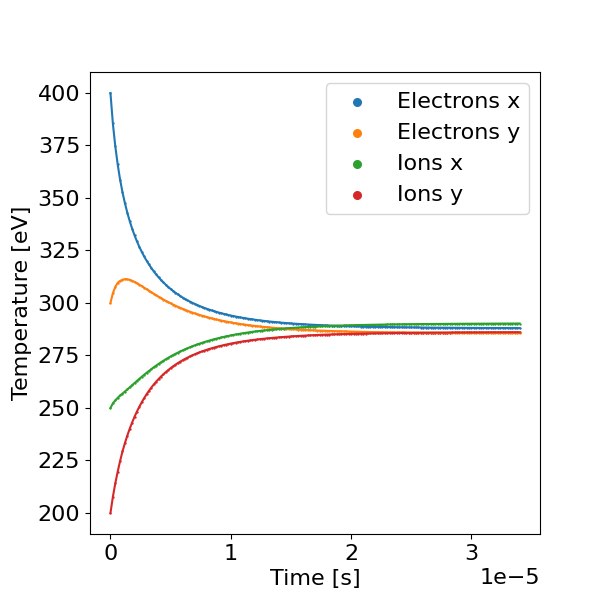 Temperature [eV]
400
375
350
325
300
275
250
225
200
Electrons x
Electrons y
Ions x
Ions y
0 1 2 3
1e−5
Time [s]